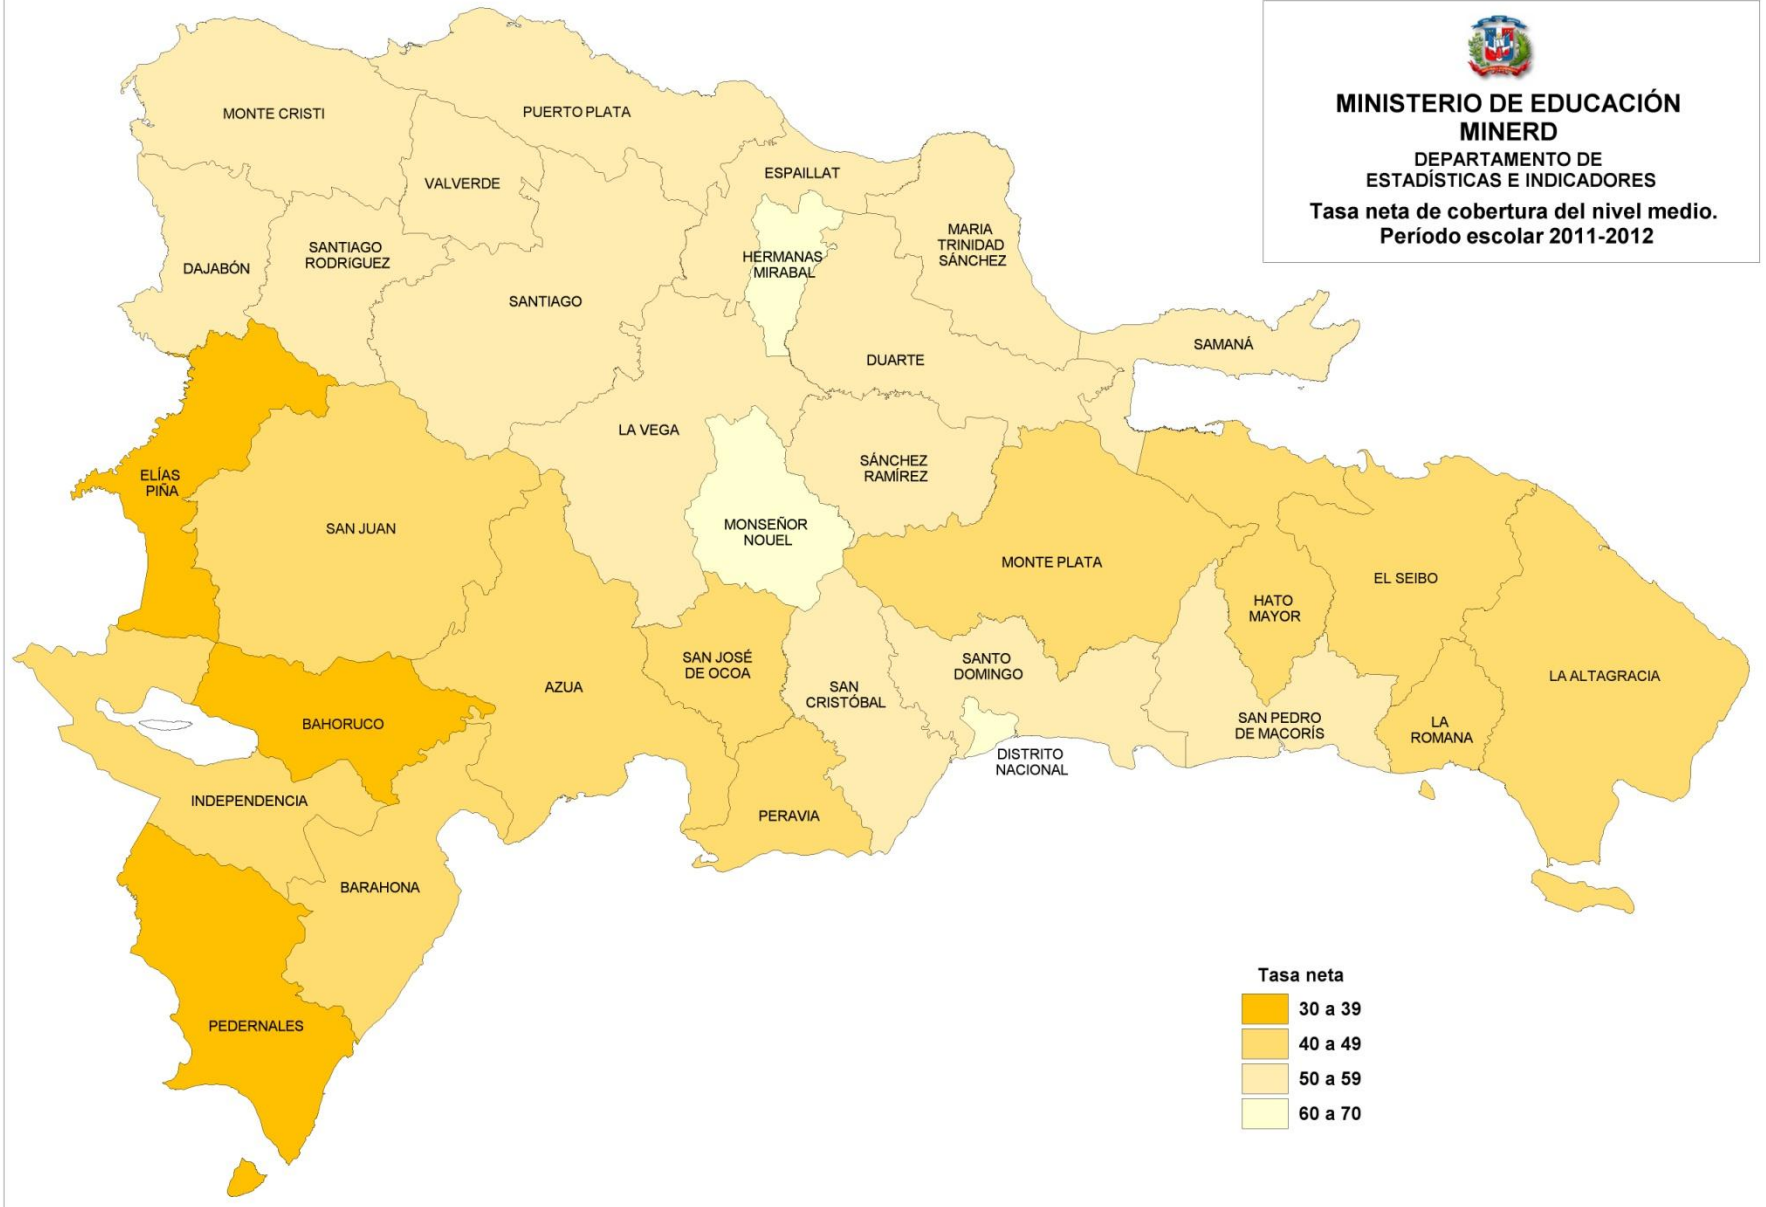 MINISTERIO DE EDUCACIÓN
MINERD
DEPARTAMENTO DE
ESTADÍSTICAS E INDICADORES
Tasa neta de cobertura del nivel medio.
Período escolar 2011-2012
MONTE CRISTI
PUERTO PLATA
VALVERDE
ESPAILLAT
DAJABÓN
SANTIAGO
RODRÍGUEZ
SANTIAGO
HERMANAS
MIRABAL
MARIA
TRINIDAD
SÁNCHEZ
SAMANÁ
DUARTE
LA VEGA
SÁNCHEZ
RAMÍREZ
ELÍAS
PIÑA
SAN JUAN
MONSEÑOR
NOUEL
MONTE PLATA
EL SEIBO
HATO
MAYOR
LA ALTAGRACIA
AZUA
SAN JOSÉ
DE OCOA
SAN
CRISTÓBAL
SANTO
DOMINGO
BAHORUCO
SAN PEDRO
DE MACORÍS
LA
ROMANA
DISTRITO
NACIONAL
INDEPENDENCIA
PERAVIA
BARAHONA
PEDERNALES
Tasa neta
30 a 39
40 a 49
50 a 59
60 a 70